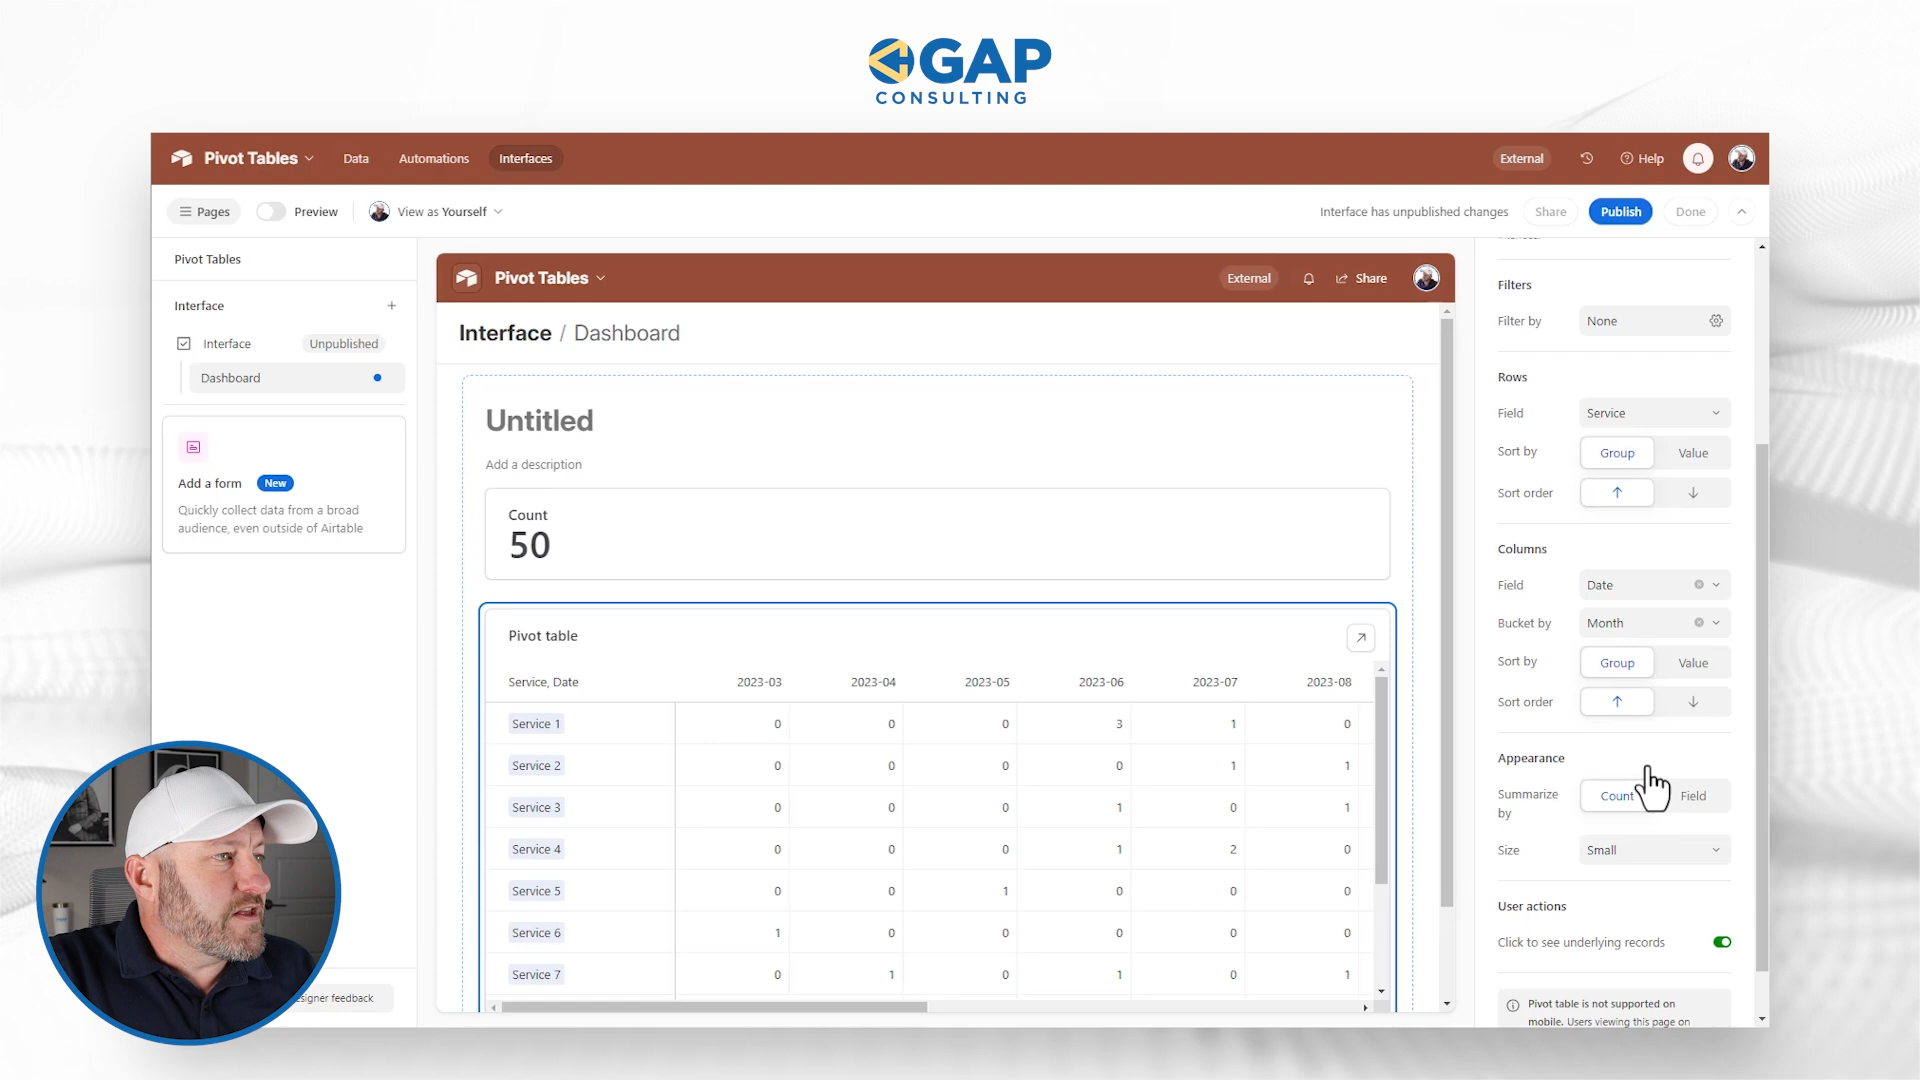 GAP
CONSULTING
Pivot Tables
Data
Automations
Interfaces
External
Help
Pages
Preview
View as Yourself
Interface has unpublished changes
Share
Publish
Done
Pivot Tables
Interface
Interface
Unpublished
Dashboard
Add a form
New
Quickly collect data from a broad
audience, even outside of Airtable
Pivot Tables
External
Share
Interface / Dashboard
Untitled
Add a description
Count
50
Pivot table
Service, Date 2023-03 2023-04 2023-05 2023-06 2023-07 2023-08
Service 1 0 0 0 3 1 0
Service 2 0 0 0 0 1 1
Service 3 0 0 0 1 0 1
Service 4 0 0 0 1 2 0
Service 5 0 0 1 0 0 0
Service 6 1 0 0 0 0 0
Service 7 0 1 0 1 0 1
Filters
Filter by None
Rows
Field Service
Sort by Group Value
Sort order
Columns
Field Date
Bucket by Month
Sort by Group Value
Sort order
Appearance
Summarize
by
Count Field
Size Small
User actions
Click to see underlying records
Pivot table is not supported on
mobile. Users viewing this page on
feedback